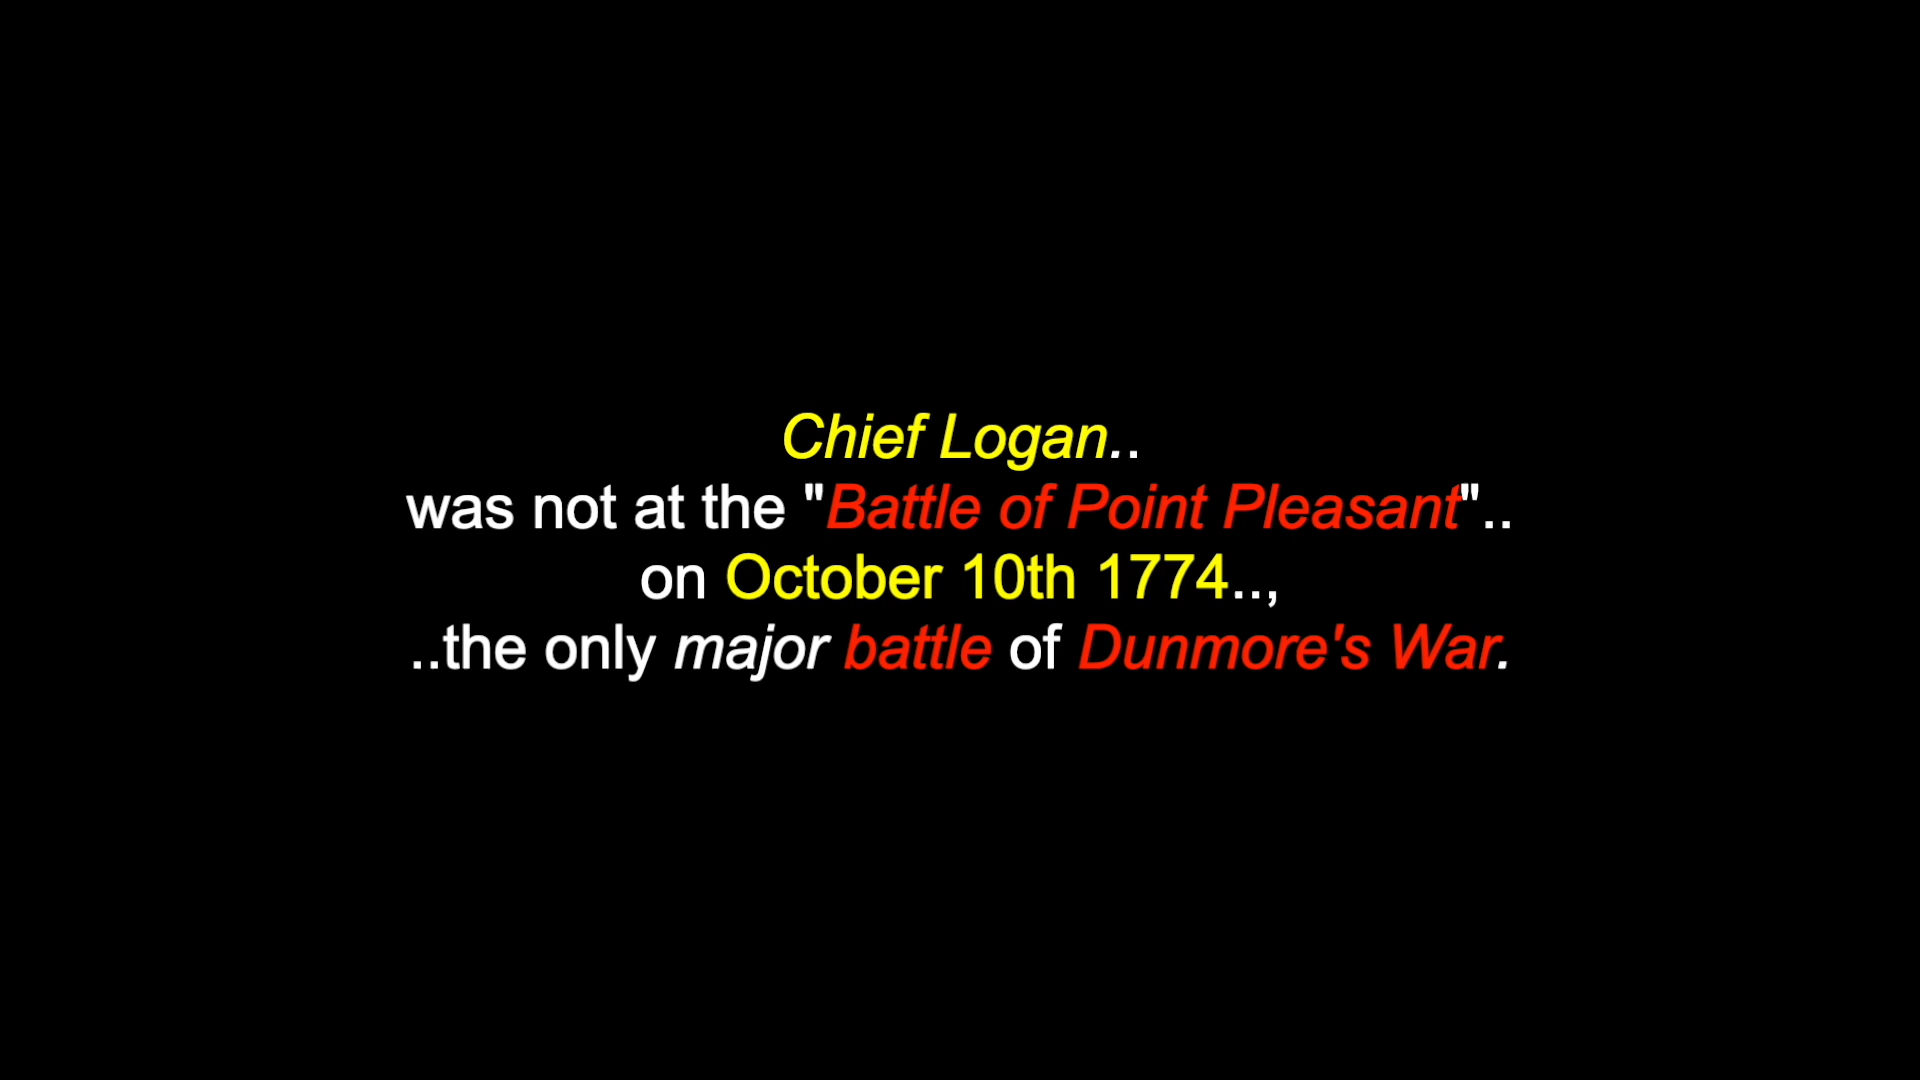 Chief Logan..
was not at the "Battle of Point Pleasant"..
on October 10th 1774..,
..the only major battle of Dunmore's War.